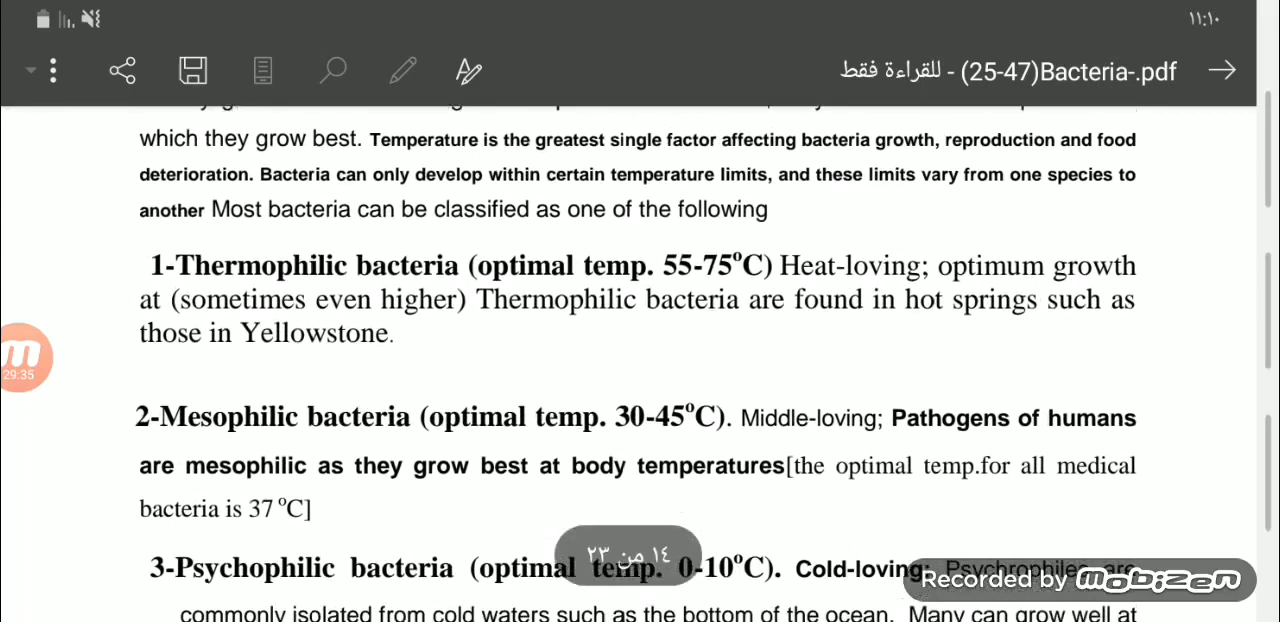 ١١:١٠
للقراءة فقط - (25-47)Bacteria-.pdf
which they grow best. Temperature is the greatest single factor affecting bacteria growth, reproduction and food
deterioration. Bacteria can only develop within certain temperature limits, and these limits vary from one species to
another Most bacteria can be classified as one of the following
1-Thermophilic bacteria (optimal temp. 55-75°C) Heat-loving; optimum growth
at (sometimes even higher) Thermophilic bacteria are found in hot springs such as
those in Yellowstone.
29:35
2-Mesophilic bacteria (optimal temp. 30-45°C). Middle-loving; Pathogens of humans
are mesophilic as they grow best at body temperatures[the optimal temp.for all medical
bacteria is 37 °C]
١٤ من ٢٣
3-Psychophilic bacteria (optimal temp. 0-10°C). Cold-loving; Psychrophiles are
Recorded by mobizen
commonly isolated from cold waters such as the bottom of the ocean. Many can grow well at